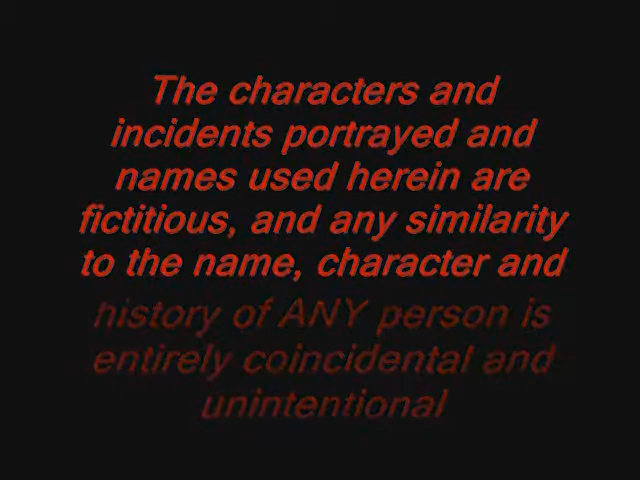 The characters and
incidents portrayed and
names used herein are
fictitious, and any similarity
to the name, character and
history of ANY person is
entirely coincidental and
unintentional